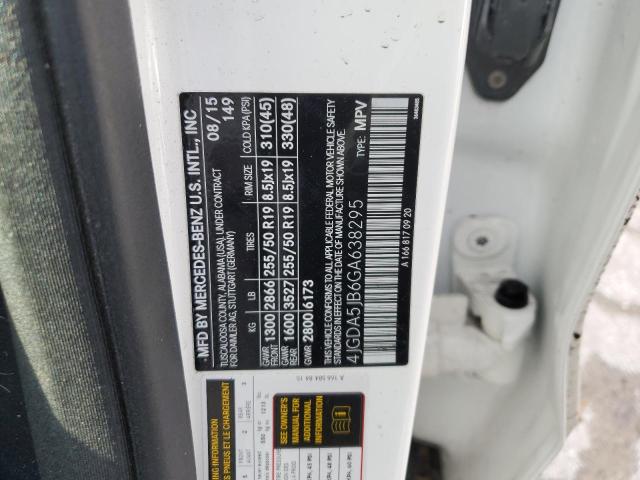 MFD BY MERCEDES-BENZ U.S. INTL., INC
TUSCALOOSA COUNTY, ALABAMA (USA), UNDER CONTRACT
FOR DAIMLER AG, STUTTGART (GERMANY)
08/15
149
KG LB TIRES RIM SIZE COLD KPA(PSI)
GAWR FRONT 1300 2866 255/50 R19 8.5Jx19 310(45)
GAWR REAR 1600 3527 255/50 R19 8.5Jx19 330(48)
GVWR 2800 6173
THIS VEHICLE CONFORMS TO ALL APPLICABLE FEDERAL MOTOR VEHICLE SAFETY
STANDARDS IN EFFECT ON THE DATE OF MANUFACTURE SHOWN ABOVE.
4JGDA5JB6GA638295
TYPE: MPV
A 166 817 09 20
A 166 584 84 15
SEE OWNER'S
MANUAL FOR
ADDITIONAL
INFORMATION